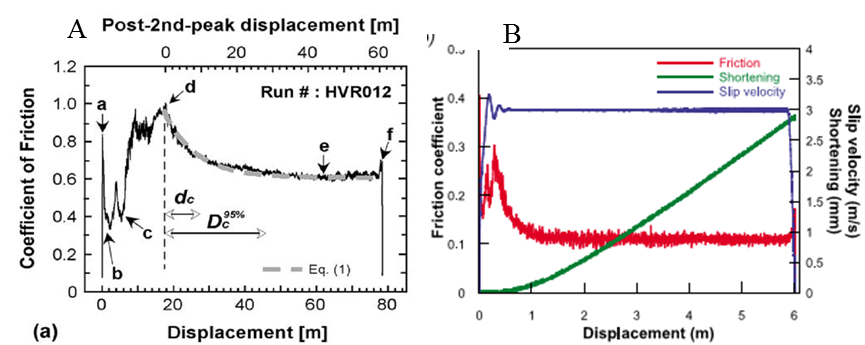 A
Post-2nd-peak displacement [m]
0 20 40 60
Coefficient of Friction
1.2
1.0
0.8
0.6
0.4
0.2
0
a
b
c
d
e
f
Run # : HVR012
dc
Dc95%
Eq. (1)
0 20 40 60 80
(a)
Displacement [m]
B
Friction coefficient
0.4
0.3
0.2
0.1
0
Friction
Shortening
Slip velocity
4
3.5
3
2.5
2
1.5
1
0.5
0
Slip velocity (m/s)
Shortening (mm)
0 1 2 3 4 5 6
Displacement (m)